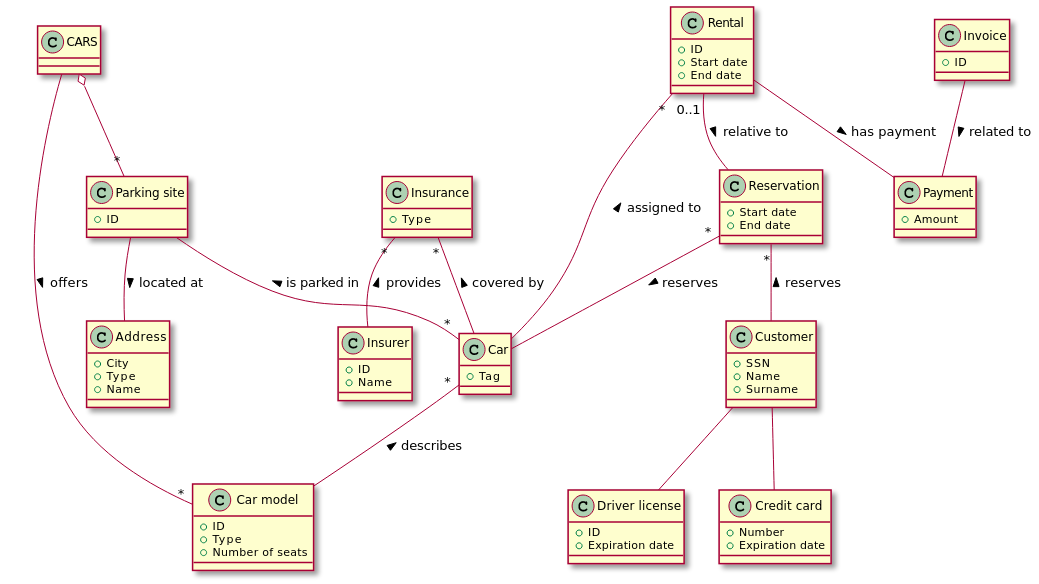 C CARS
C Rental
ID
Start date
End date
C Invoice
ID
*
0..1
relative to
has payment
related to
*
C Parking site
ID
C Insurance
Type
C Reservation
Start date
End date
C Payment
Amount
assigned to
*
*
*
*
offers
located at
is parked in
provides
covered by
reserves
reserves
*
C Address
City
Type
Name
C Insurer
ID
Name
C Car
Tag
C Customer
SSN
Name
Surname
*
describes
*
C Car model
ID
Type
Number of seats
C Driver license
ID
Expiration date
C Credit card
Number
Expiration date